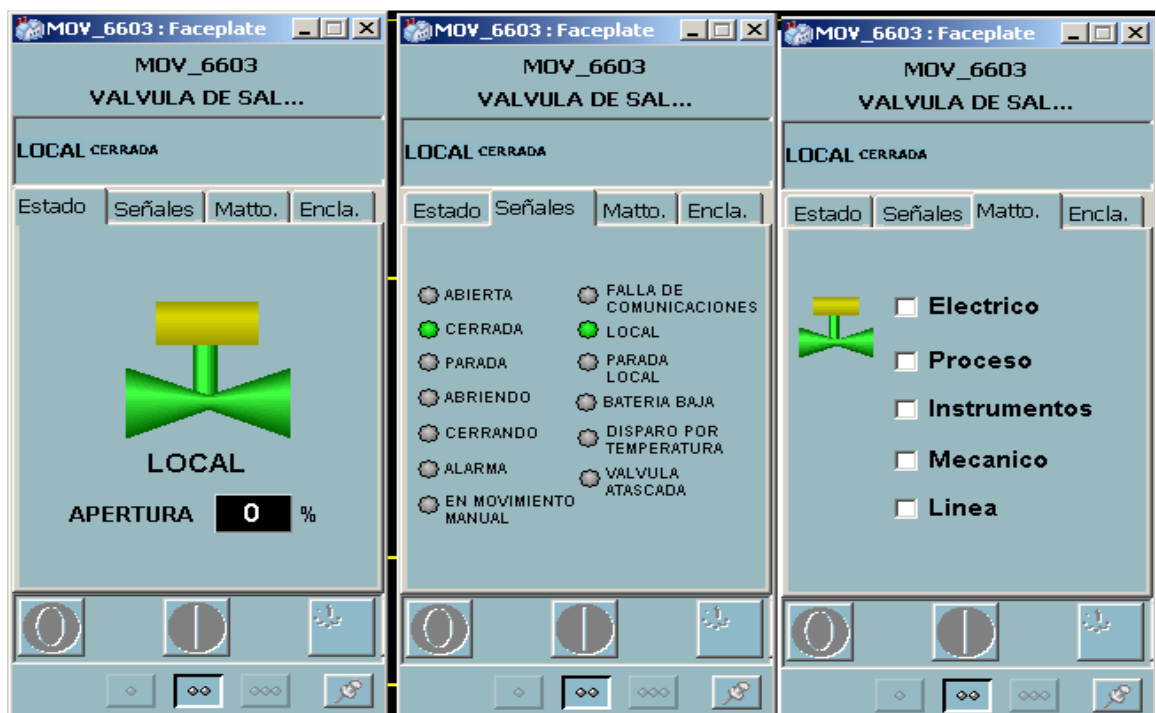 MOV_6603 : Faceplate
MOV_6603
VALVULA DE SAL...
LOCAL CERRADA
Estado Señales Matto. Encla.
LOCAL
APERTURA 0 %
MOV_6603 : Faceplate
MOV_6603
VALVULA DE SAL...
LOCAL CERRADA
Estado Señales Matto. Encla.
ABIERTA
CERRADA
PARADA
ABRIENDO
CERRANDO
ALARMA
EN MOVIMIENTO
MANUAL
FALLA DE
COMUNICACIONES
LOCAL
PARADA
LOCAL
BATERIA BAJA
DISPARO POR
TEMPERATURA
VALVULA
ATASCADA
MOV_6603 : Faceplate
MOV_6603
VALVULA DE SAL...
LOCAL CERRADA
Estado Señales Matto. Encla.
Electrico
Proceso
Instrumentos
Mecanico
Linea